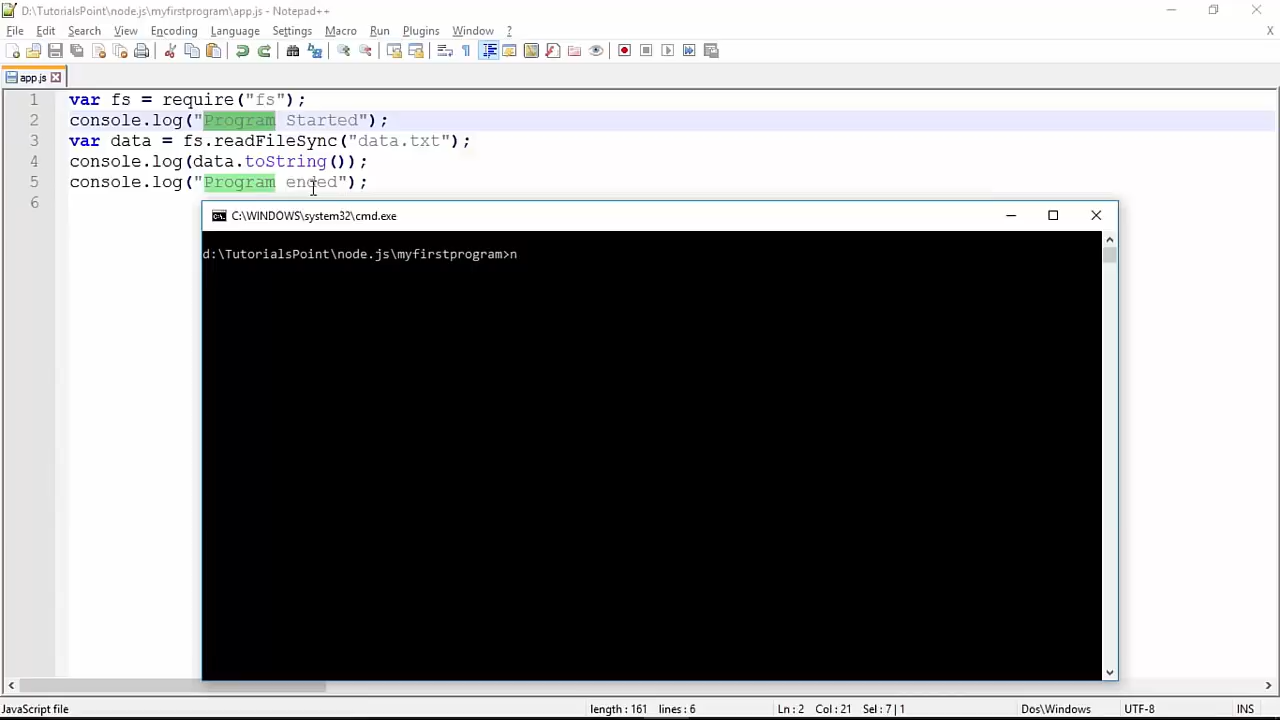 D:\TutorialsPoint\node.js\myfirstprogram\app.js - Notepad++
File Edit Search View Encoding Language Settings Macro Run Plugins Window ? X
app.js
1 var fs = require("fs");
2 console.log("Program Started");
3 var data = fs.readFileSync("data.txt");
4 console.log(data.toString());
5 console.log("Program ended");
6
C:\WINDOWS\system32\cmd.exe
d:\TutorialsPoint\node.js\myfirstprogram>n
JavaScript file length : 161 lines : 6 Ln : 2 Col : 21 Sel : 7 | 1 Dos\Windows UTF-8 INS